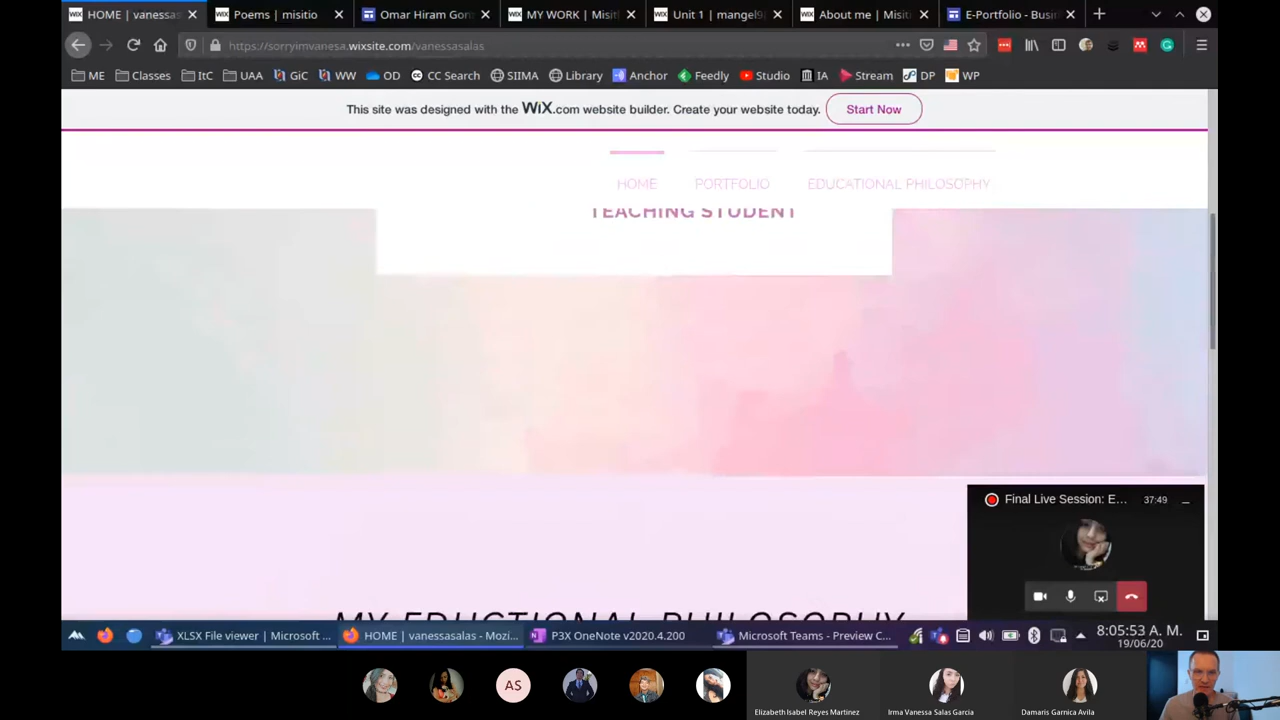 HOME | vanessasa
Poems | misitio
Omar Hiram Gon
MY WORK | Misiti
Unit 1 | mangel9
About me | Misitio
E-Portfolio - Busin
https://sorryimvanesa.wixsite.com/vanessasalas
ME
Classes
ItC
UAA
GiC
WW
OD
CC Search
SIIMA
Library
Anchor
Feedly
Studio
IA
Stream
DP
WP
This site was designed with the WiX.com website builder. Create your website today.
Start Now
HOME
PORTFOLIO
EDUCATIONAL PHILOSOPHY
TEACHING STUDENT
MY EDUCTIONAL PHILOSOPHY
Final Live Session: E...
37:49
XLSX File viewer | Microsoft ...
HOME | vanessasalas - Mozi...
P3X OneNote v2020.4.200
Microsoft Teams - Preview C...
8:05:53 A. M.
19/06/20
AS
Elizabeth Isabel Reyes Martinez
Irma Vanessa Salas Garcia
Damaris Garnica Avila